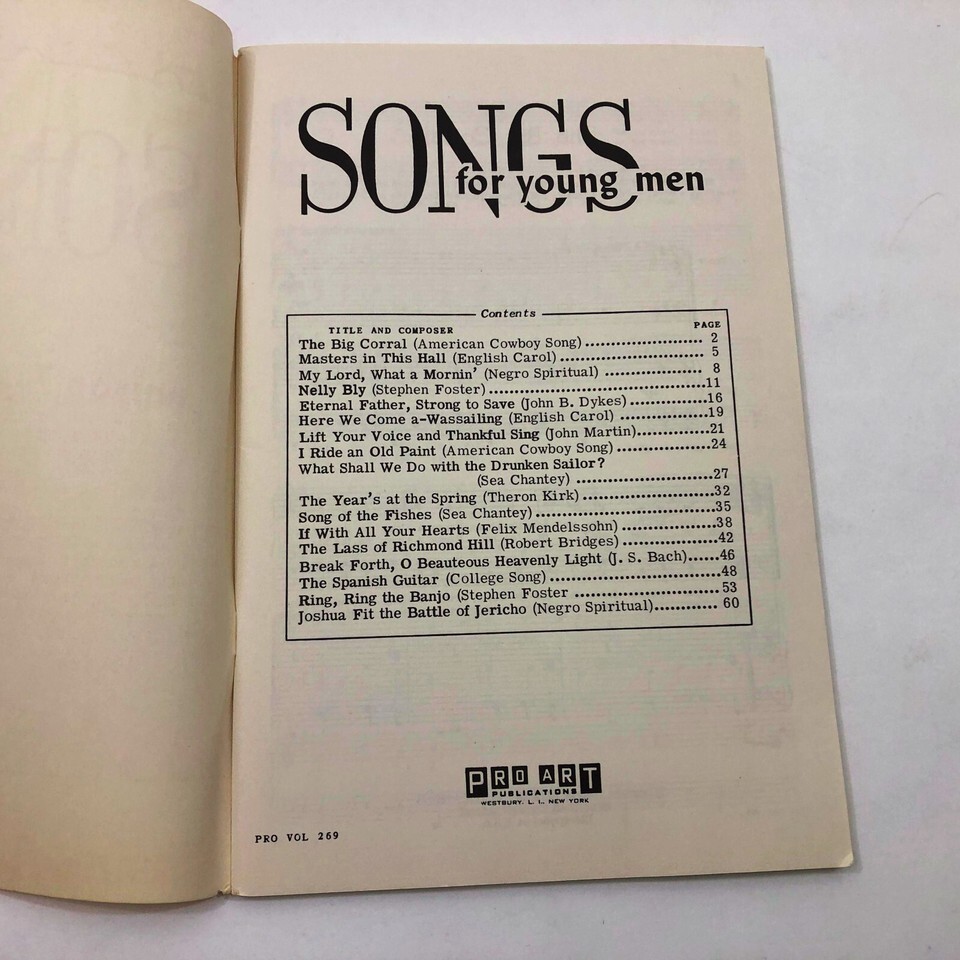 SONGS
for young men
Contents
TITLE AND COMPOSER PAGE
The Big Corral (American Cowboy Song) ........................ 2
Masters in This Hall (English Carol) ............................. 5
My Lord, What a Mornin' (Negro Spiritual) .................... 8
Nelly Bly (Stephen Foster) ............................................11
Eternal Father, Strong to Save (John B. Dykes) ................16
Here We Come a-Wassailing (English Carol) ..................19
Lift Your Voice and Thankful Sing (John Martin)...............21
I Ride an Old Paint (American Cowboy Song) ...................24
What Shall We Do with the Drunken Sailor?
(Sea Chantey) ............................27
The Year's at the Spring (Theron Kirk) ...........................32
Song of the Fishes (Sea Chantey) ....................................35
If With All Your Hearts (Felix Mendelssohn) ...................38
The Lass of Richmond Hill (Robert Bridges) ....................42
Break Forth, O Beauteous Heavenly Light (J. S. Bach)......46
The Spanish Guitar (College Song) ..................................48
Ring, Ring the Banjo (Stephen Foster ............................. 53
Joshua Fit the Battle of Jericho (Negro Spiritual)............ 60
PRO ART
PUBLICATIONS
WESTBURY, L. I., NEW YORK
PRO VOL 269